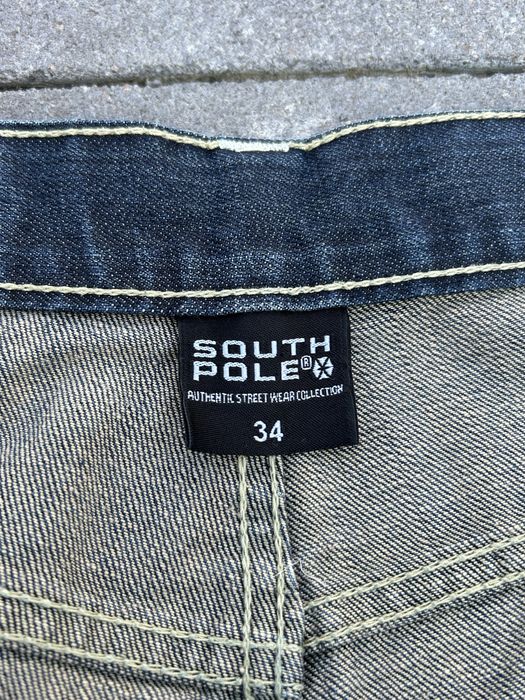 SOUTH
POLE®
AUTHENTIC STREET WEAR COLLECTION
34